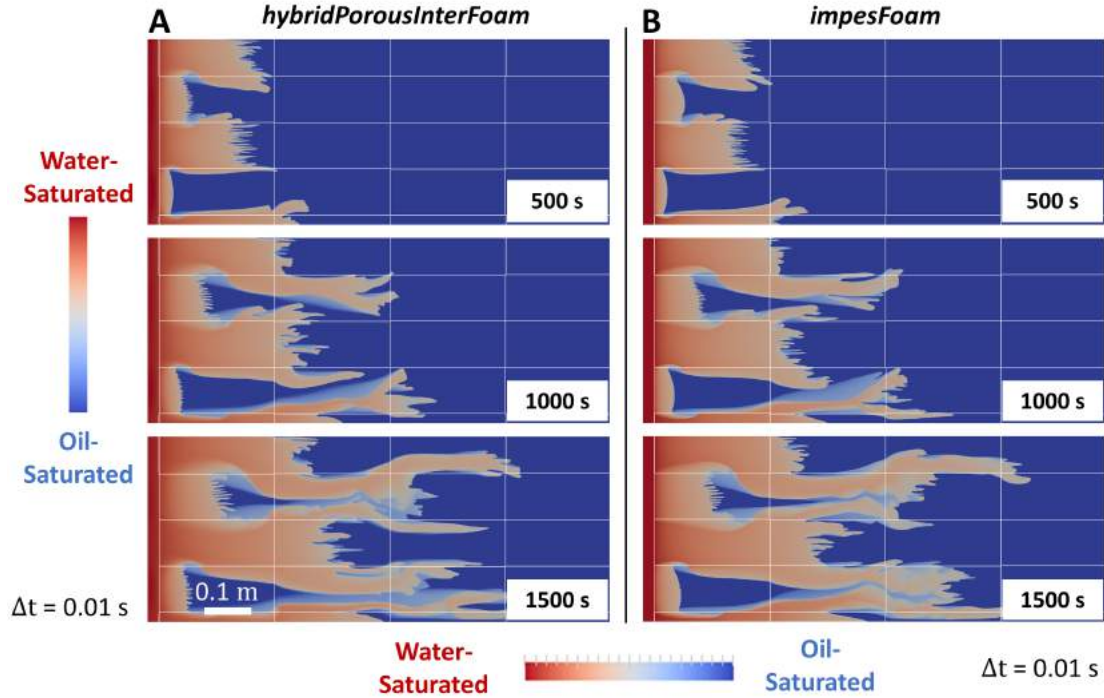 A
hybridPorousInterFoam
B
impesFoam
Water-
Saturated
Oil-
Saturated
500 s
500 s
1000 s
1000 s
0.1 m
1500 s
1500 s
Δt = 0.01 s
Water-
Saturated
Oil-
Saturated
Δt = 0.01 s